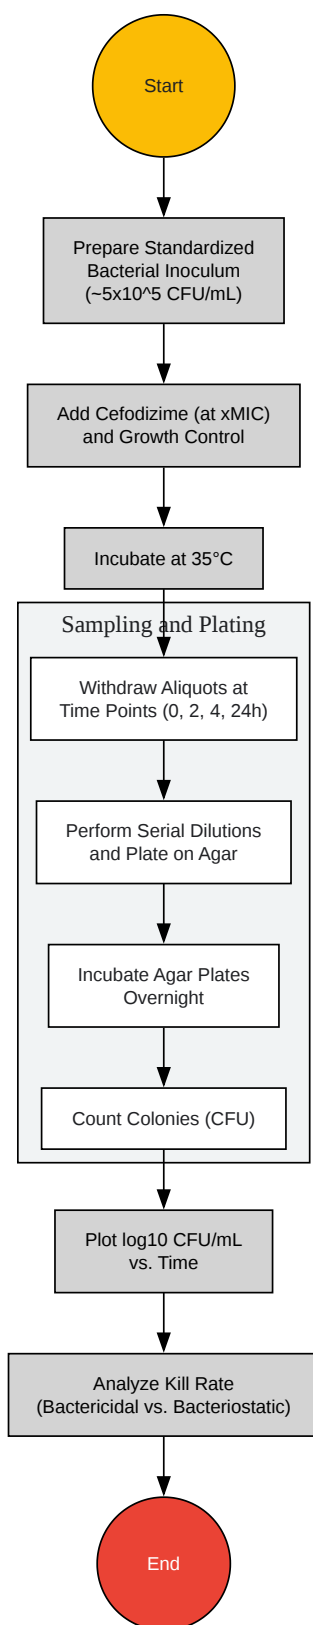 Start
Prepare Standardized
Bacterial Inoculum
(~5x10^5 CFU/mL)
Add Cefodizime (at xMIC)
and Growth Control
Incubate at 35°C
Sampling and Plating
Withdraw Aliquots at
Time Points (0, 2, 4, 24h)
Perform Serial Dilutions
and Plate on Agar
Incubate Agar Plates
Overnight
Count Colonies (CFU)
Plot log10 CFU/mL
vs. Time
Analyze Kill Rate
(Bactericidal vs. Bacteriostatic)
End